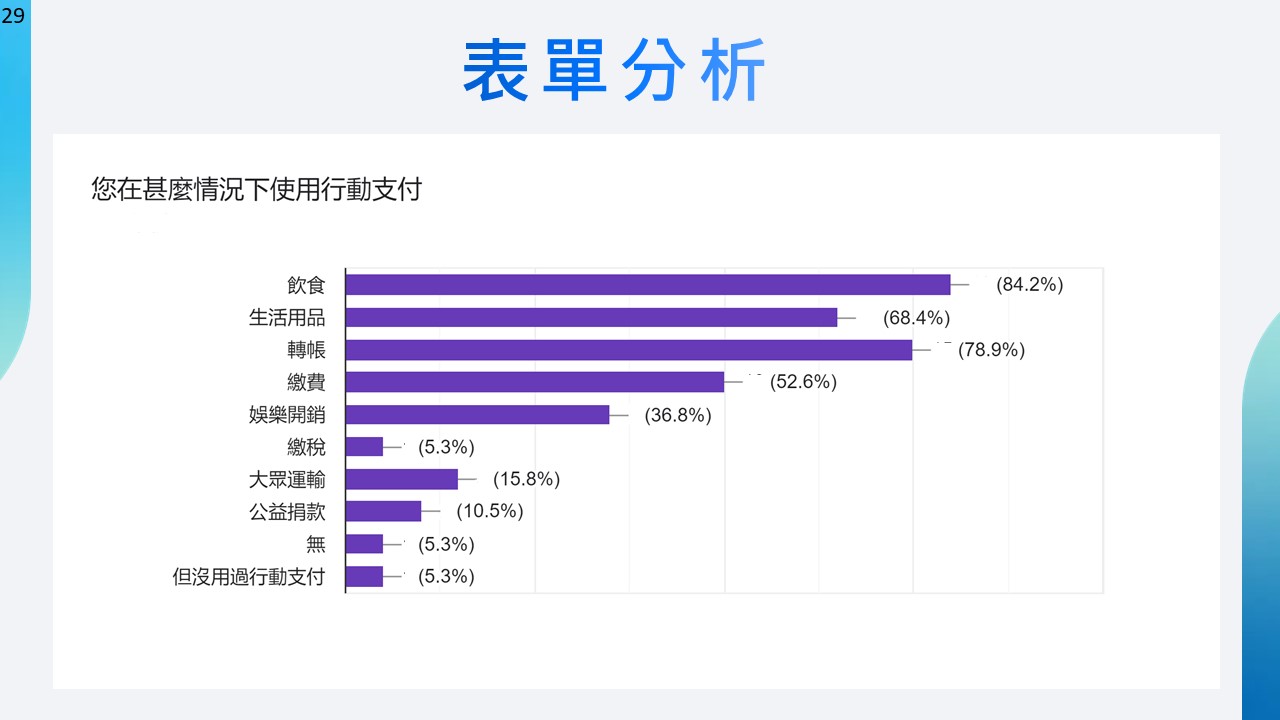 29
表單分析
您在甚麼情況下使用行動支付
飲食 (84.2%)
生活用品 (68.4%)
轉帳 (78.9%)
繳費 (52.6%)
娛樂開銷 (36.8%)
繳稅 (5.3%)
大眾運輸 (15.8%)
公益捐款 (10.5%)
無 (5.3%)
但沒用過行動支付 (5.3%)